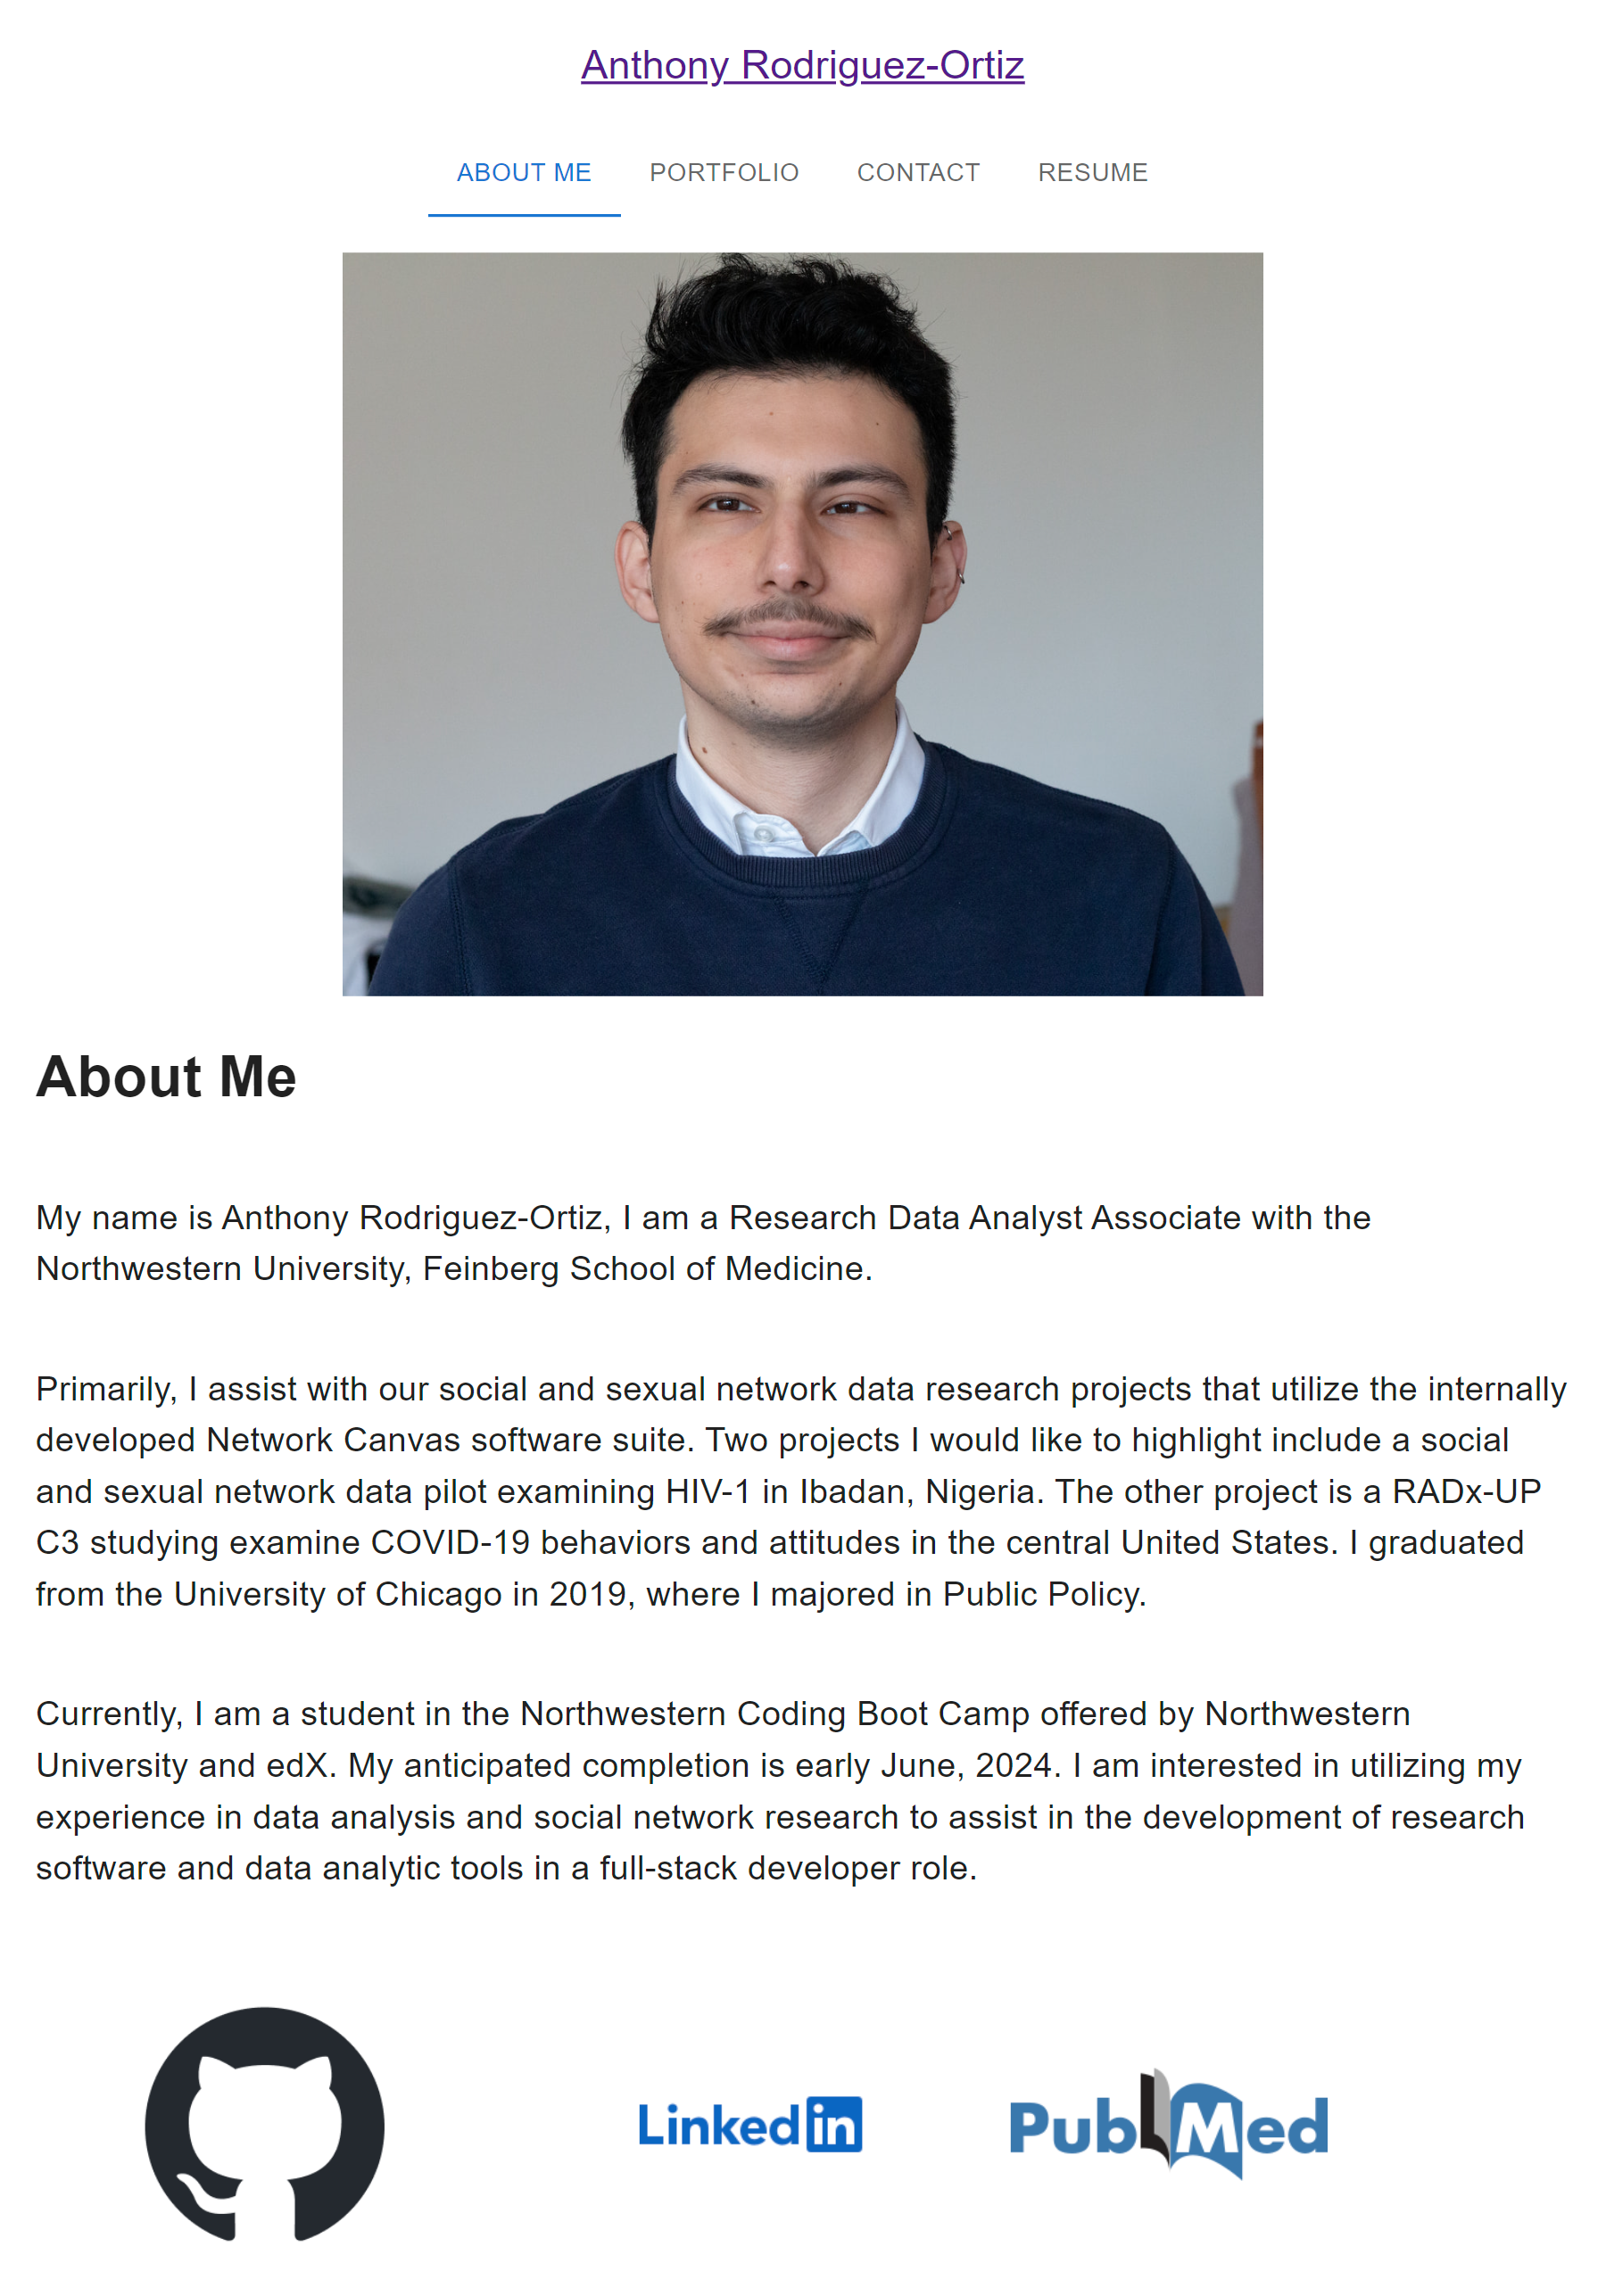 Anthony Rodriguez-Ortiz
ABOUT ME PORTFOLIO CONTACT RESUME
About Me
My name is Anthony Rodriguez-Ortiz, I am a Research Data Analyst Associate with the
Northwestern University, Feinberg School of Medicine.
Primarily, I assist with our social and sexual network data research projects that utilize the internally
developed Network Canvas software suite. Two projects I would like to highlight include a social
and sexual network data pilot examining HIV-1 in Ibadan, Nigeria. The other project is a RADx-UP
C3 studying examine COVID-19 behaviors and attitudes in the central United States. I graduated
from the University of Chicago in 2019, where I majored in Public Policy.
Currently, I am a student in the Northwestern Coding Boot Camp offered by Northwestern
University and edX. My anticipated completion is early June, 2024. I am interested in utilizing my
experience in data analysis and social network research to assist in the development of research
software and data analytic tools in a full-stack developer role.
Linked in PubMed